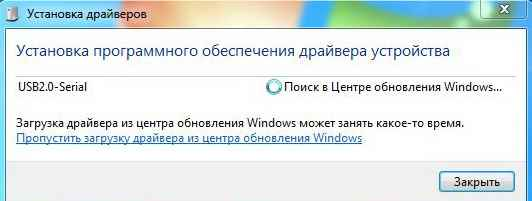 Установка драйверов
Установка программного обеспечения драйвера устройства
USB2.0-Serial Поиск в Центре обновления Windows...
Загрузка драйвера из центра обновления Windows может занять какое-то время.
Пропустить загрузку драйвера из центра обновления Windows
Закрыть